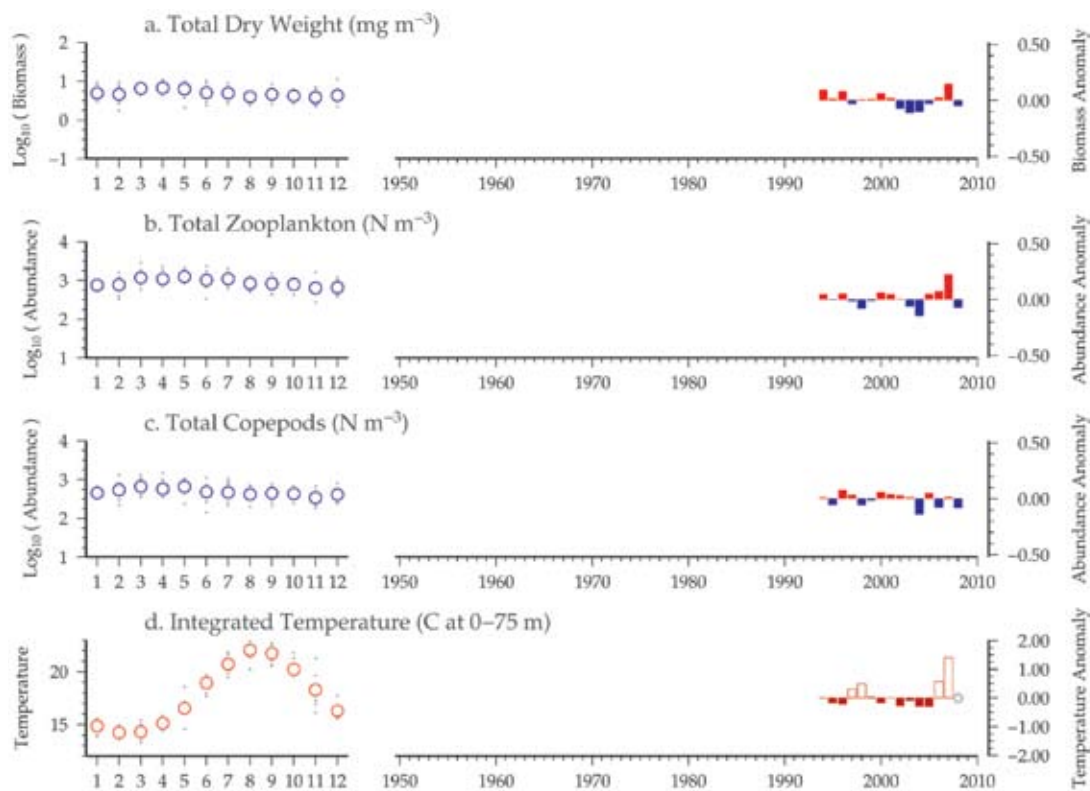 a. Total Dry Weight (mg m⁻³)
Log₁₀ ( Biomass )
2
1
0
−1
1 2 3 4 5 6 7 8 9 10 11 12
1950 1960 1970 1980 1990 2000 2010
0.50
0.00
−0.50
Biomass Anomaly
b. Total Zooplankton (N m⁻³)
Log₁₀ ( Abundance )
4
3
2
1
1 2 3 4 5 6 7 8 9 10 11 12
1950 1960 1970 1980 1990 2000 2010
0.50
0.00
−0.50
Abundance Anomaly
c. Total Copepods (N m⁻³)
Log₁₀ ( Abundance )
4
3
2
1
1 2 3 4 5 6 7 8 9 10 11 12
1950 1960 1970 1980 1990 2000 2010
0.50
0.00
−0.50
Abundance Anomaly
d. Integrated Temperature (C at 0–75 m)
Temperature
20
15
1 2 3 4 5 6 7 8 9 10 11 12
1950 1960 1970 1980 1990 2000 2010
2.00
1.00
0.00
−1.00
−2.00
Temperature Anomaly